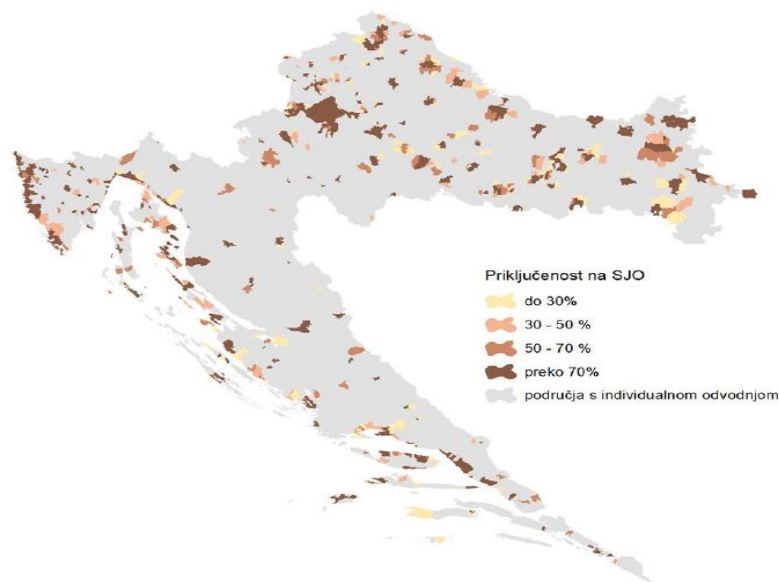 Priključenost na SJO
do 30%
30 - 50 %
50 - 70 %
preko 70%
područja s individualnom odvodnjom